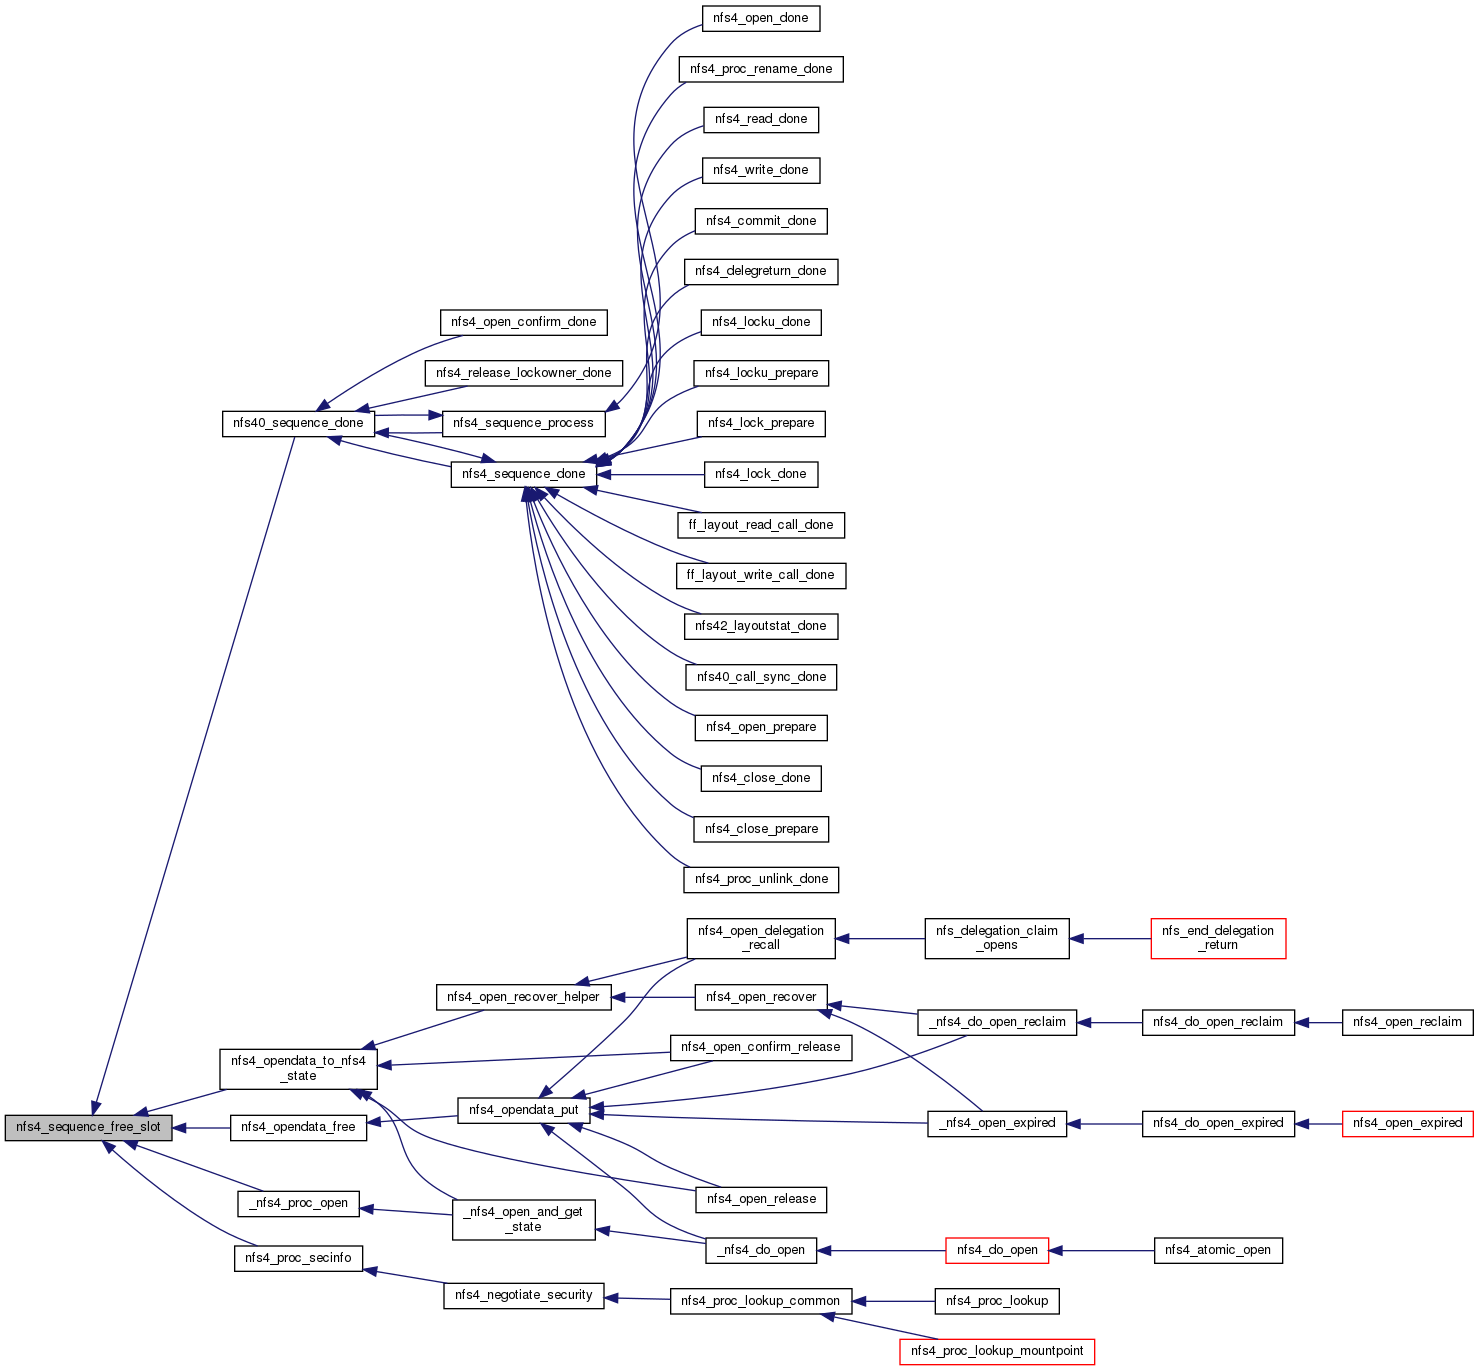 nfs4_open_done
nfs4_proc_rename_done
nfs4_read_done
nfs4_write_done
nfs4_commit_done
nfs4_delegreturn_done
nfs4_open_confirm_done
nfs4_locku_done
nfs4_release_lockowner_done
nfs4_locku_prepare
nfs40_sequence_done
nfs4_sequence_process
nfs4_lock_prepare
nfs4_sequence_done
nfs4_lock_done
ff_layout_read_call_done
ff_layout_write_call_done
nfs42_layoutstat_done
nfs40_call_sync_done
nfs4_open_prepare
nfs4_close_done
nfs4_close_prepare
nfs4_proc_unlink_done
nfs4_open_delegation
_recall
nfs_delegation_claim
_opens
nfs_end_delegation
_return
nfs4_open_recover_helper
nfs4_open_recover
_nfs4_do_open_reclaim
nfs4_do_open_reclaim
nfs4_open_reclaim
nfs4_opendata_to_nfs4
_state
nfs4_open_confirm_release
nfs4_sequence_free_slot
nfs4_opendata_free
nfs4_opendata_put
_nfs4_open_expired
nfs4_do_open_expired
nfs4_open_expired
_nfs4_proc_open
_nfs4_open_and_get
_state
nfs4_open_release
nfs4_proc_secinfo
_nfs4_do_open
nfs4_do_open
nfs4_atomic_open
nfs4_negotiate_security
nfs4_proc_lookup_common
nfs4_proc_lookup
nfs4_proc_lookup_mountpoint